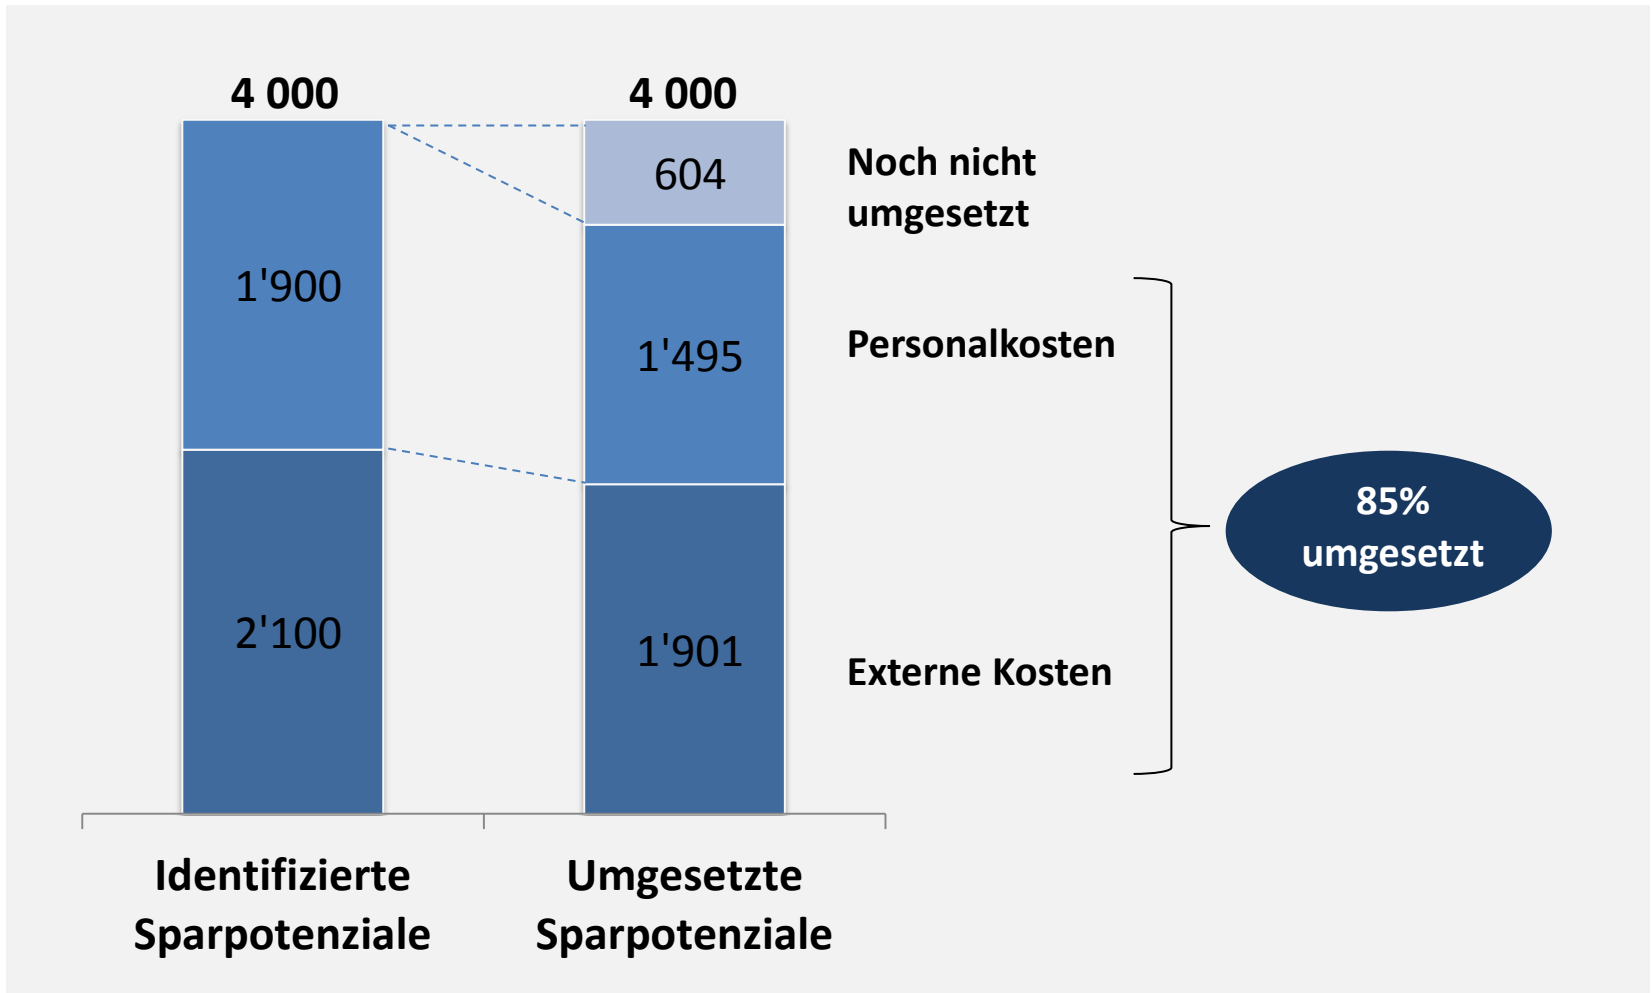 4 000
4 000
604
Noch nicht
umgesetzt
1'900
1'495
Personalkosten
85%
umgesetzt
2'100
1'901
Externe Kosten
Identifizierte
Sparpotenziale
Umgesetzte
Sparpotenziale